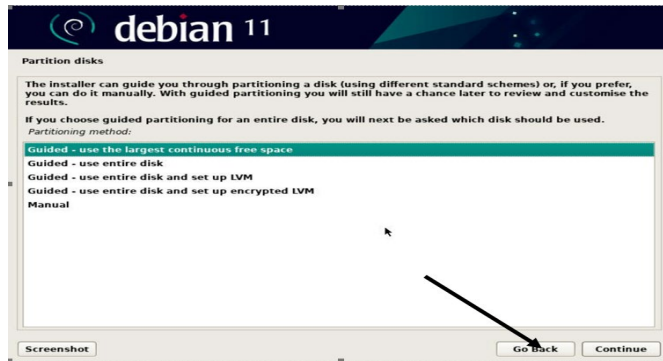 debian 11
Partition disks
The installer can guide you through partitioning a disk (using different standard schemes) or, if you prefer,
you can do it manually. With guided partitioning you will still have a chance later to review and customise the
results.
If you choose guided partitioning for an entire disk, you will next be asked which disk should be used.
Partitioning method:
Guided - use the largest continuous free space
Guided - use entire disk
Guided - use entire disk and set up LVM
Guided - use entire disk and set up encrypted LVM
Manual
Screenshot
Go Back
Continue